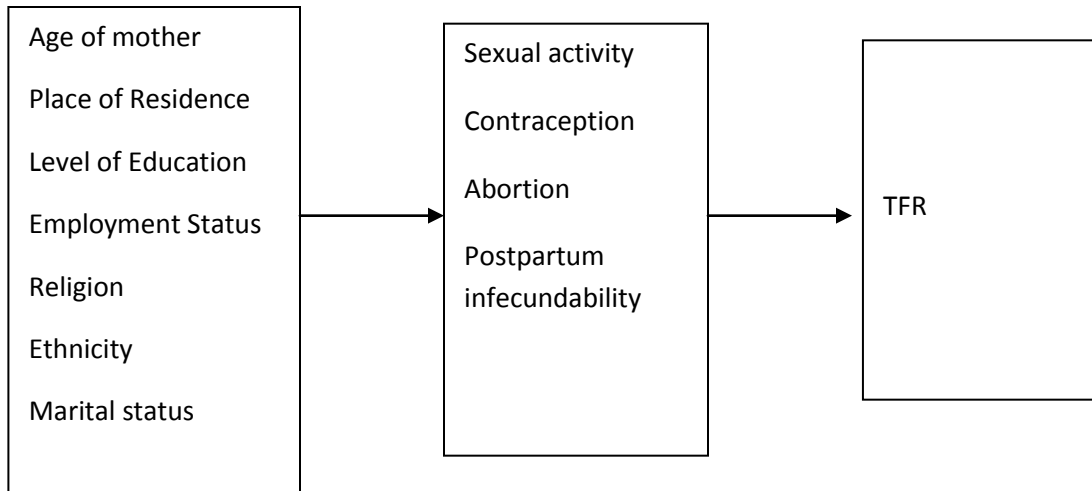 Age of mother
Place of Residence
Level of Education
Employment Status
Religion
Ethnicity
Marital status
Sexual activity
Contraception
Abortion
Postpartum
infecundability
TFR